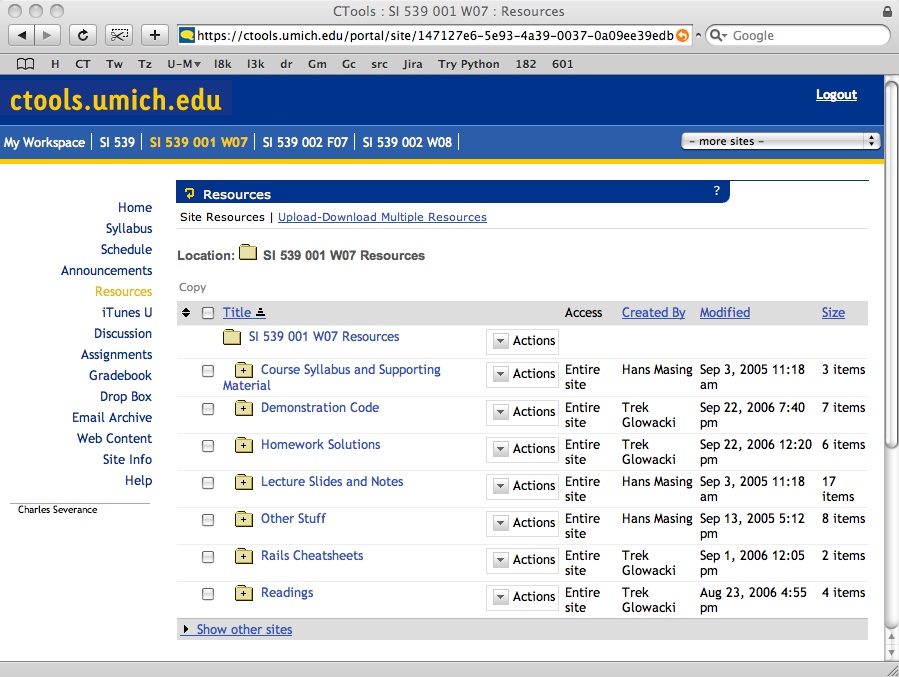 CTools : SI 539 001 W07 : Resources
https://ctools.umich.edu/portal/site/147127e6-5e93-4a39-0037-0a09ee39edb
Google
H CT Tw Tz U-M▾ l8k l3k dr Gm Gc src Jira Try Python 182 601
ctools.umich.edu
Logout
My Workspace | SI 539 | SI 539 001 W07 | SI 539 002 F07 | SI 539 002 W08 |
– more sites –
Home
Syllabus
Schedule
Announcements
Resources
iTunes U
Discussion
Assignments
Gradebook
Drop Box
Email Archive
Web Content
Site Info
Help
Charles Severance
Resources ?
Site Resources | Upload-Download Multiple Resources
Location: SI 539 001 W07 Resources
Copy
Title Access Created By Modified Size
SI 539 001 W07 Resources Actions
Course Syllabus and Supporting Actions Entire Hans Masing Sep 3, 2005 11:18 3 items
Material site am
Demonstration Code Actions Entire Trek Sep 22, 2006 7:40 7 items
site Glowacki pm
Homework Solutions Actions Entire Trek Sep 22, 2006 12:20 6 items
site Glowacki pm
Lecture Slides and Notes Actions Entire Hans Masing Sep 3, 2005 11:18 17
site am items
Other Stuff Actions Entire Hans Masing Sep 13, 2005 5:12 8 items
site pm
Rails Cheatsheets Actions Entire Trek Sep 1, 2006 12:05 2 items
site Glowacki pm
Readings Actions Entire Trek Aug 23, 2006 4:55 4 items
site Glowacki pm
Show other sites